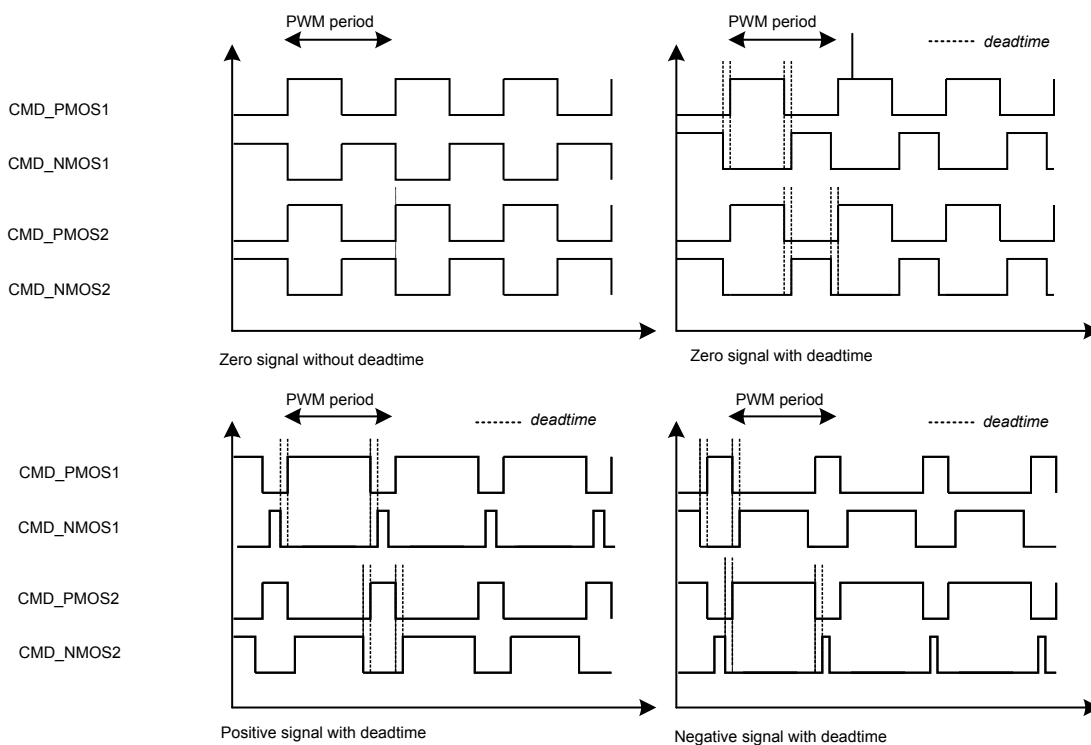 PWM period
PWM period
deadtime
CMD_PMOS1
CMD_NMOS1
CMD_PMOS2
CMD_NMOS2
Zero signal without deadtime
Zero signal with deadtime
PWM period
deadtime
PWM period
deadtime
CMD_PMOS1
CMD_NMOS1
CMD_PMOS2
CMD_NMOS2
Positive signal with deadtime
Negative signal with deadtime